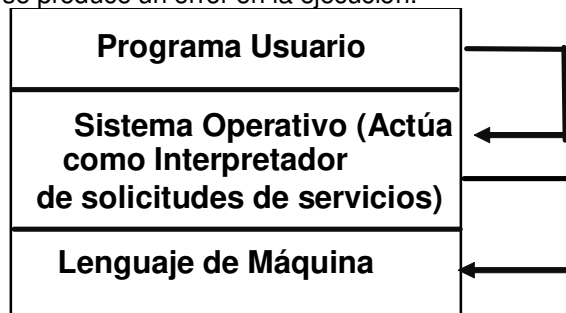 se produce un error en la ejecución.
Programa Usuario
Sistema Operativo (Actúa
como Interpretador
de solicitudes de servicios)
Lenguaje de Máquina